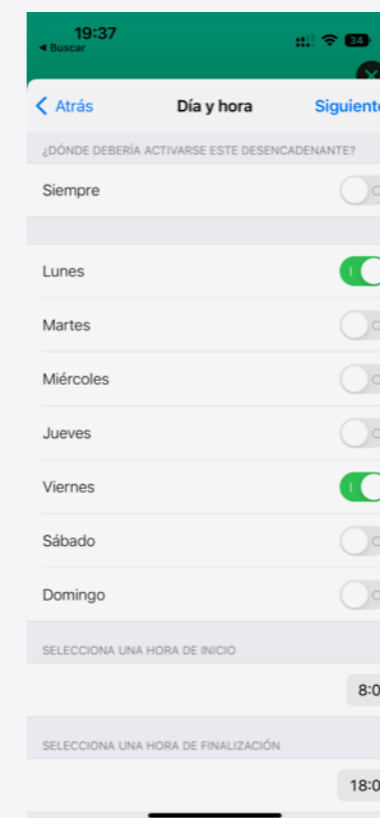 19:37
◀ Buscar
34
Atrás
Día y hora
¿DÓNDE DEBERÍA ACTIVARSE ESTE DESENCADENANTE?
Siempre
Lunes
Martes
Miércoles
Jueves
Viernes
Sábado
Domingo
SELECCIONA UNA HORA DE INICIO
SELECCIONA UNA HORA DE FINALIZACIÓN